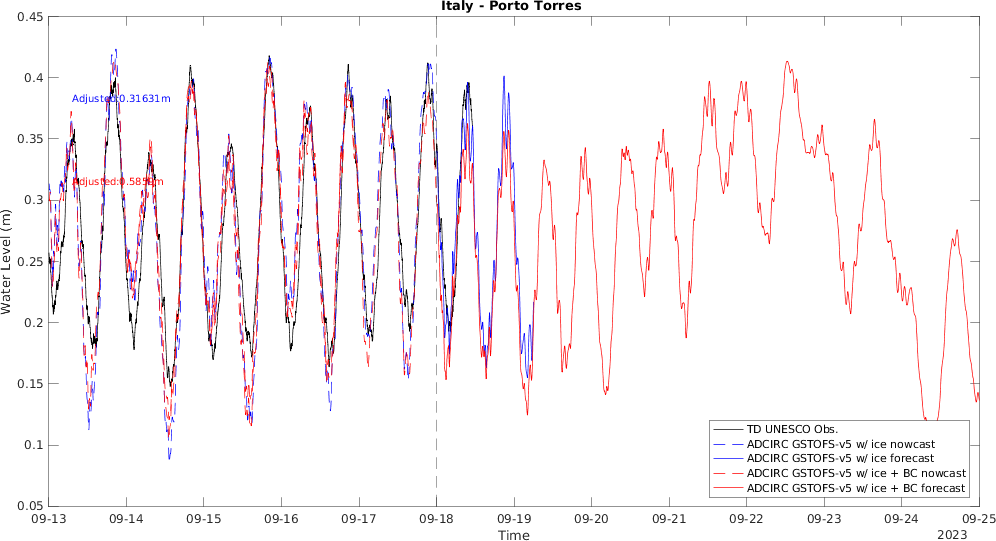 Italy - Porto Torres
0.45
0.4
0.35
0.3
0.25
0.2
0.15
0.1
0.05
Water Level (m)
Adjusted:0.31631m
TD UNESCO Obs.
ADCIRC GSTOFS-v5 w/ ice nowcast
ADCIRC GSTOFS-v5 w/ ice forecast
ADCIRC GSTOFS-v5 w/ ice + BC nowcast
ADCIRC GSTOFS-v5 w/ ice + BC forecast
09-13 09-14 09-15 09-16 09-17 09-18 09-19 09-20 09-21 09-22 09-23 09-24 09-25
Time
2023